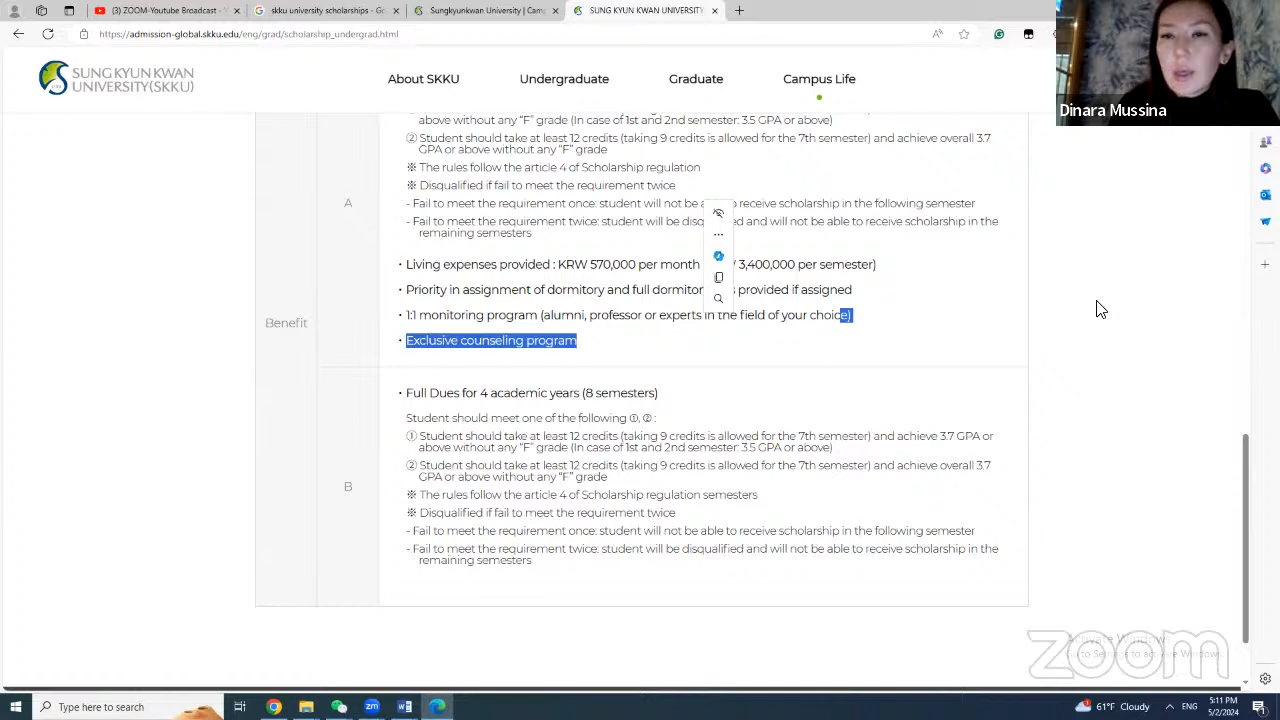 (3) ZOOM-Youtube Broadcast -
skku university scholarships - Go
Sungkyunkwan University | Camp
SUNG KYUN KWAN UNIVERSITY
https://admission-global.skku.edu/eng/grad/scholarship_undergrad.html
SUNG KYUN KWAN
UNIVERSITY(SKKU)
About SKKU
Undergraduate
Graduate
Campus Life
Dinara Mussina
above without any “F” grade (In case of 1st and 2nd semester: 3.5 GPA or above)
② Student should take at least 12 credits (taking 9 credits is allowed for the 7th semester) and achieve overall 3.7
GPA or above without any “F” grade
※ The rules follow the article 4 of Scholarship regulation
※ Disqualified if fail to meet the requirement twice
A
- Fail to meet the requirement once: student will not be able to receive scholarship in the following semester
- Fail to meet the requirement twice: student will be disq and will not be able to receive scholarship in the
remaining semesters
· Living expenses provided : KRW 570,000 per month / 3,400,000 per semester)
· Priority in assignment of dormitory and full dormitor s provided if assigned
· 1:1 monitoring program (alumni, professor or experts in the field of your choice)
Benefit
· Exclusive counseling program
· Full Dues for 4 academic years (8 semesters)
Student should meet one of the following ①, ② :
① Student should take at least 12 credits (taking 9 credits is allowed for the 7th semester) and achieve 3.7 GPA or
above without any “F” grade (In case of 1st and 2nd semester: 3.5 GPA or above)
② Student should take at least 12 credits (taking 9 credits is allowed for the 7th semester) and achieve overall 3.7
GPA or above without any “F” grade
B
※ The rules follow the article 4 of Scholarship regulation semesters
※ Disqualified if fail to meet the requirement twice
- Fail to meet the requirement once: student will not be able to receive scholarship in the following semester
- Fail to meet the requirement twice: student will be disqualified and will not be able to receive scholarship in the
remaining semesters
Activate Windows
Go to Settings to activate Windows.
zoom
Type here to search
61°F Cloudy
ENG
5:11 PM
5/2/2024